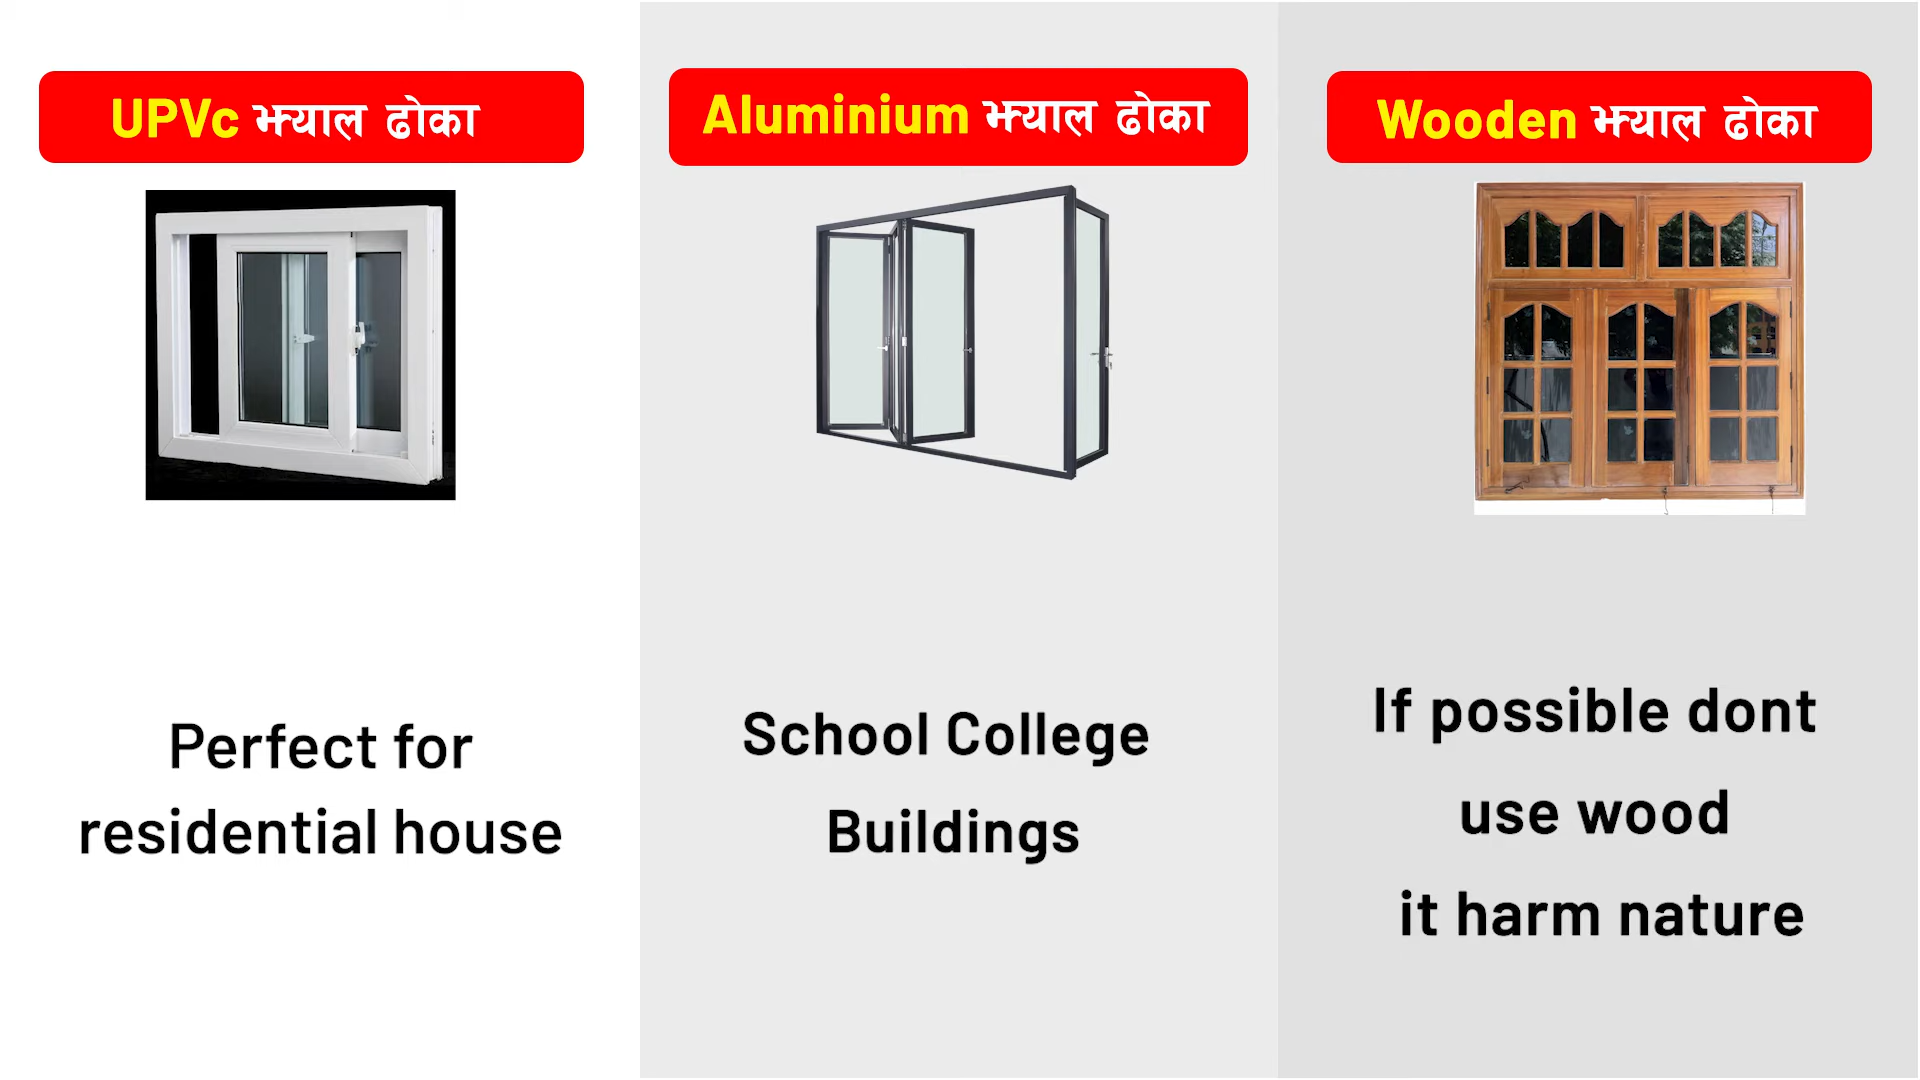 UPVc झ्याल ढोका
Perfect for
residential house
Aluminium झ्याल ढोका
School College
Buildings
Wooden झ्याल ढोका
If possible dont
use wood
it harm nature